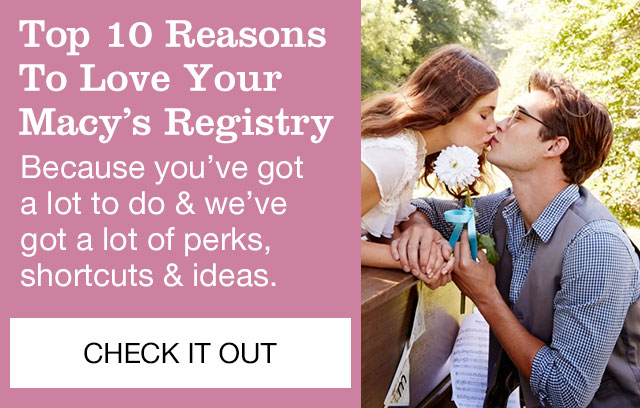 Top 10 Reasons
To Love Your
Macy's Registry
Because you've got
a lot to do & we've
got a lot of perks,
shortcuts & ideas.
CHECK IT OUT